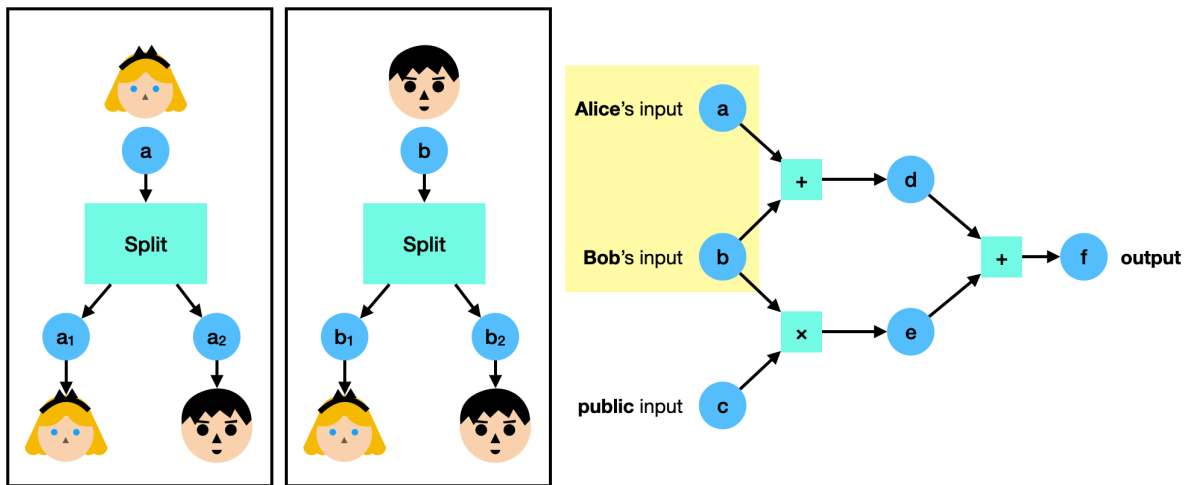 a
Split
a₁
a₂
b
Split
b₁
b₂
Alice's input
a
+
d
Bob's input
b
+
f
output
×
e
public input
c